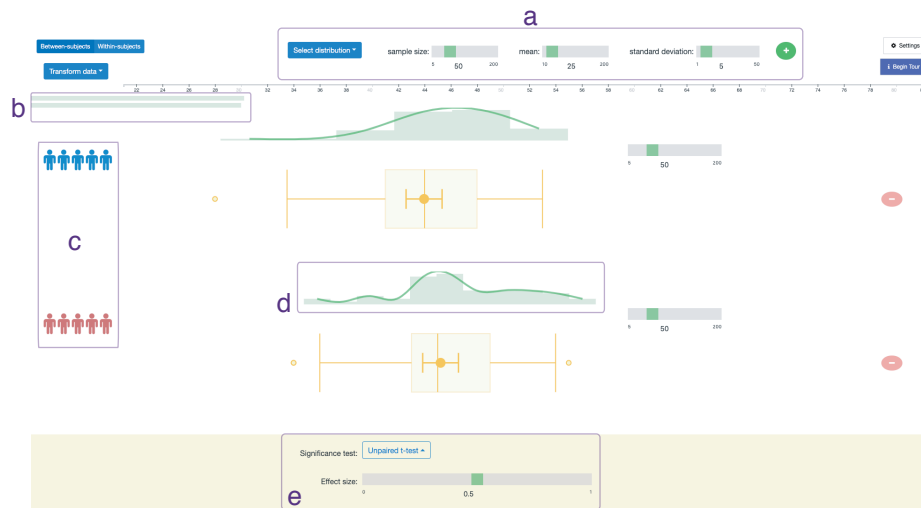 a
Between-subjects Within-subjects
Select distribution sample size: mean: standard deviation: +
5 50 200 10 25 200 1 5 50
Settings
Transform data
i Begin Tour
22 24 26 28 30 32 34 36 38 40 42 44 46 48 50 52 54 56 58 60 62 64 66 68 70 72 74 76 78 80 82
b
5 50 200
c
d
5 50 200
Significance test: Unpaired t-test
Effect size:
0 0.5 1
e